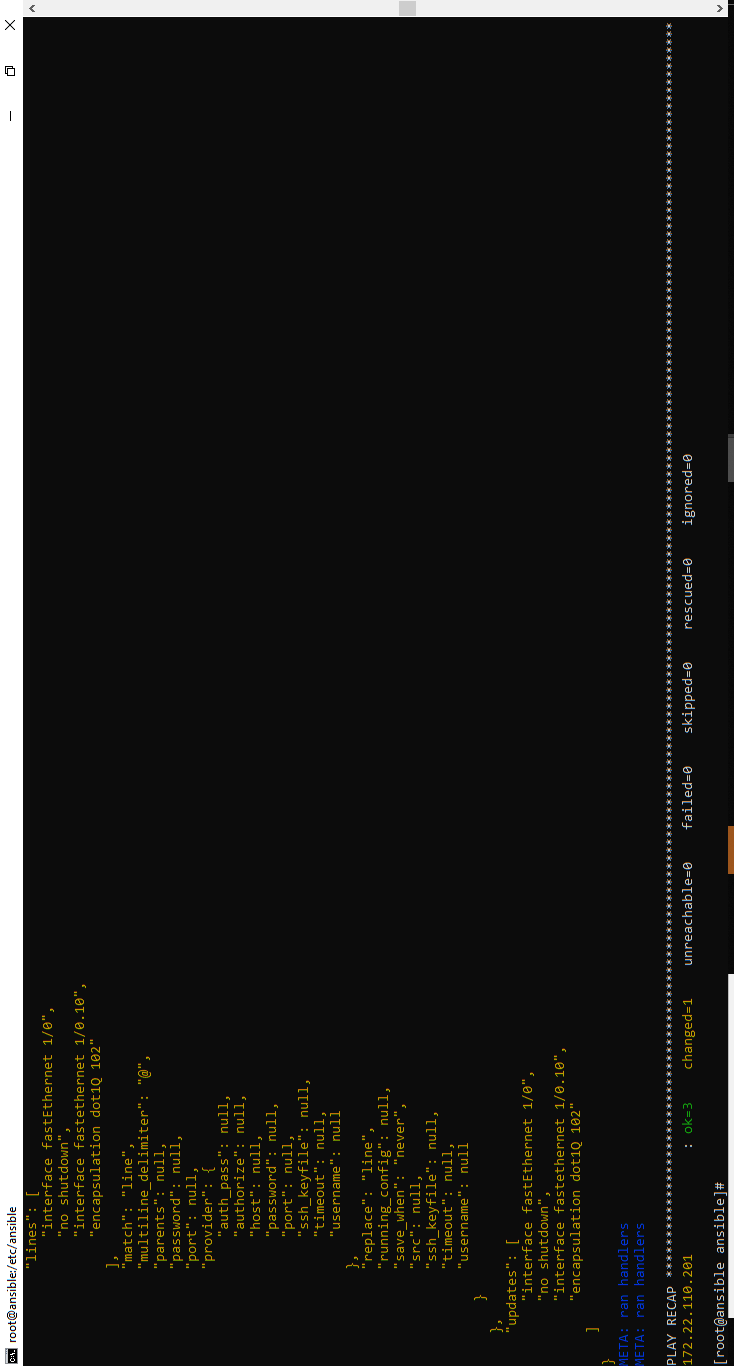 root@ansible:/etc/ansible
"lines": [
"interface fastEthernet 1/0",
"no shutdown",
"interface fastethernet 1/0.10",
"encapsulation dot1Q 102"
],
"match": "line",
"multiline_delimiter": "@",
"parents": null,
"password": null,
"port": null,
"provider": {
"auth_pass": null,
"authorize": null,
"host": null,
"password": null,
"port": null,
"ssh_keyfile": null,
"timeout": null,
"username": null
},
"replace": "line",
"running_config": null,
"save_when": "never",
"src": null,
"ssh_keyfile": null,
"timeout": null,
"username": null
}
},
"updates": [
"interface fastEthernet 1/0",
"no shutdown",
"interface fastethernet 1/0.10",
"encapsulation dot1Q 102"
]
}
META: ran handlers
META: ran handlers
PLAY RECAP *********************************************************************************************************************************************************
172.22.110.201 : ok=3 changed=1 unreachable=0 failed=0 skipped=0 rescued=0 ignored=0
[root@ansible ansible]#